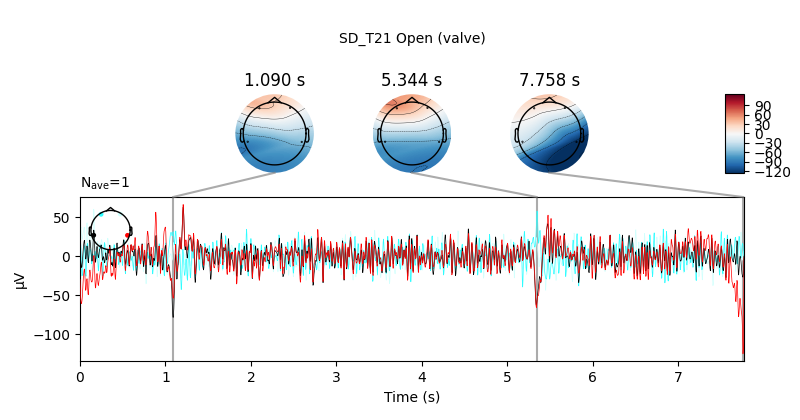 SD_T21 Open (valve)
1.090 s 5.344 s 7.758 s
90
60
30
0
−30
−60
−90
−120
Nave=1
50
0
−50
−100
µV
0 1 2 3 4 5 6 7
Time (s)